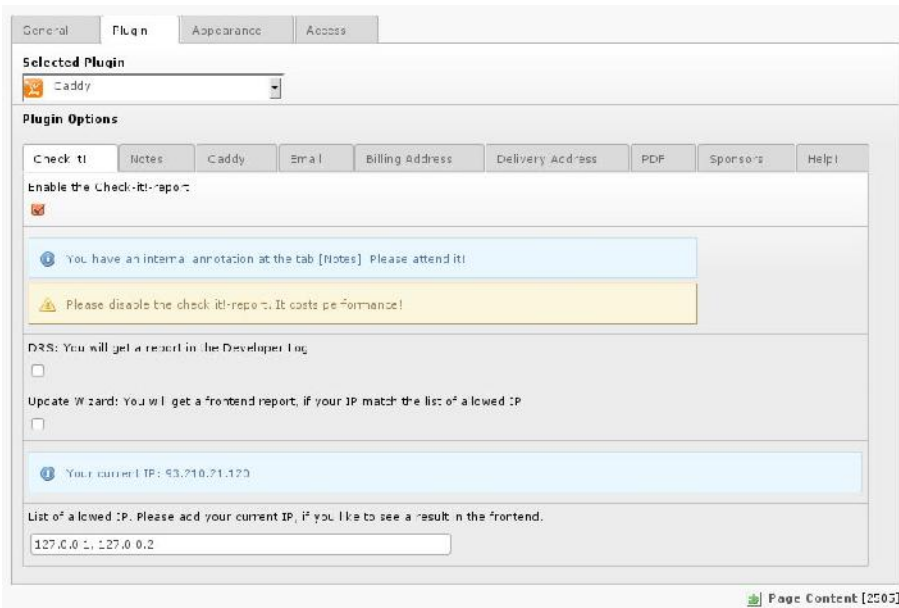 General Plugin Appearance Access
Selected Plugin
Caddy
Plugin Options
Check it! Notes Caddy Email Billing Address Delivery Address PDF Sponsors Help!
Enable the Check-it!-report
You have an internal annotation at the tab [Notes] Please attend it!
Please disable the check it!-report. It costs performance!
DRS: You will get a report in the Developer Log
Update Wizard: You will get a frontend report, if your IP match the list of allowed IP
Your current IP: 93.210.21.120
List of allowed IP. Please add your current IP, if you like to see a result in the frontend.
127.0.0.1, 127.0.0.2
Page Content [2505]